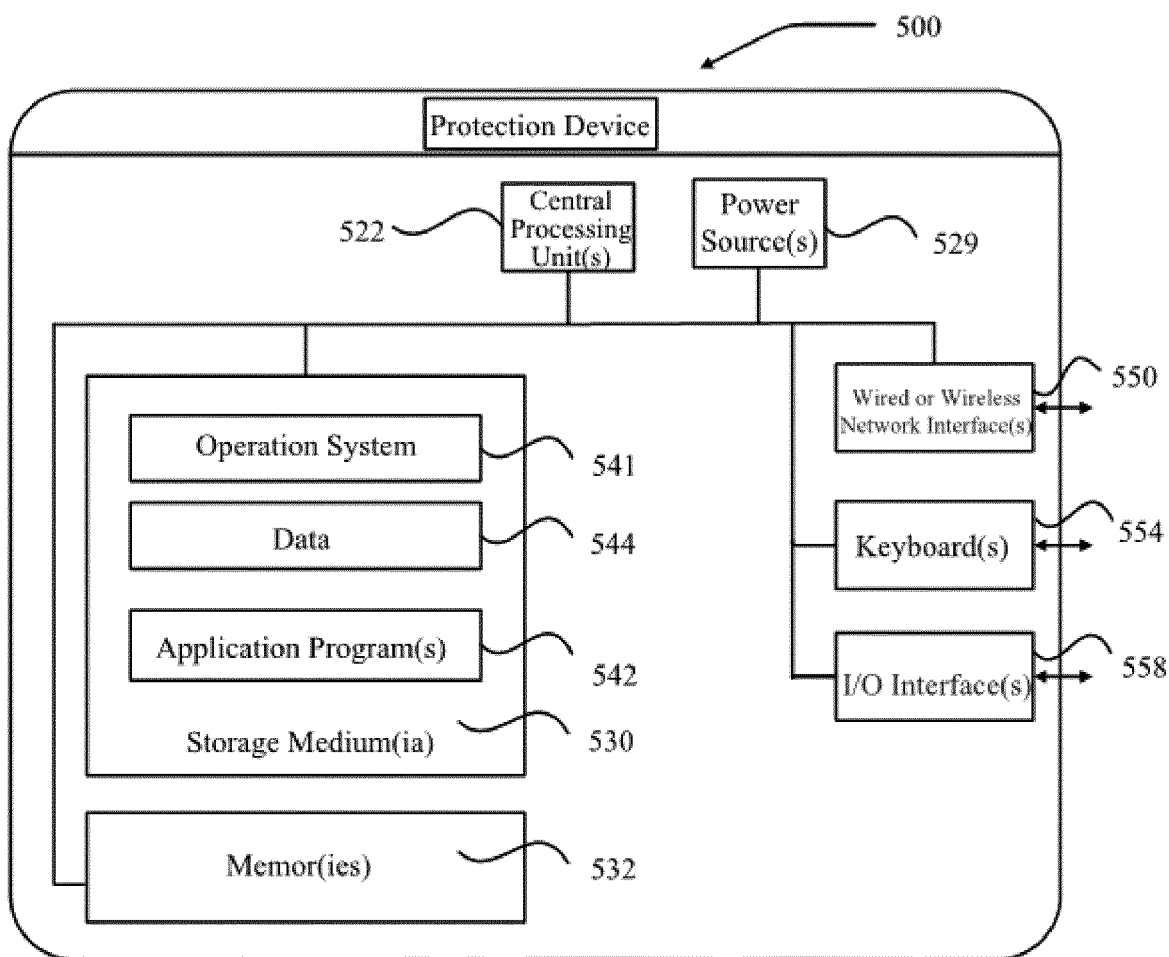 500
Protection Device
Central
Processing
Unit(s)
522
Power
Source(s)
529
Wired or Wireless
Network Interface(s)
550
Operation System
541
Data
544
Keyboard(s)
554
Application Program(s)
542
I/O Interface(s)
558
Storage Medium(ia)
530
Memor(ies)
532